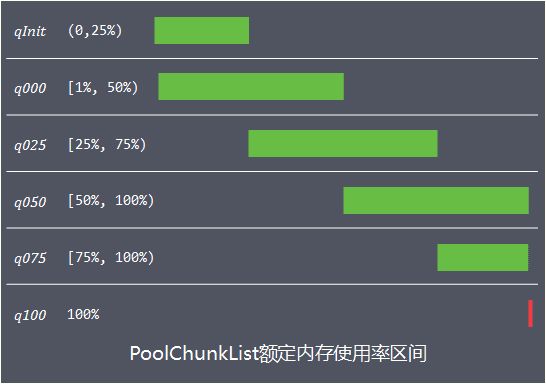 qInit (0,25%)
q000 [1%, 50%)
q025 [25%, 75%)
q050 [50%, 100%)
q075 [75%, 100%)
q100 100%
PoolChunkList额定内存使用率区间